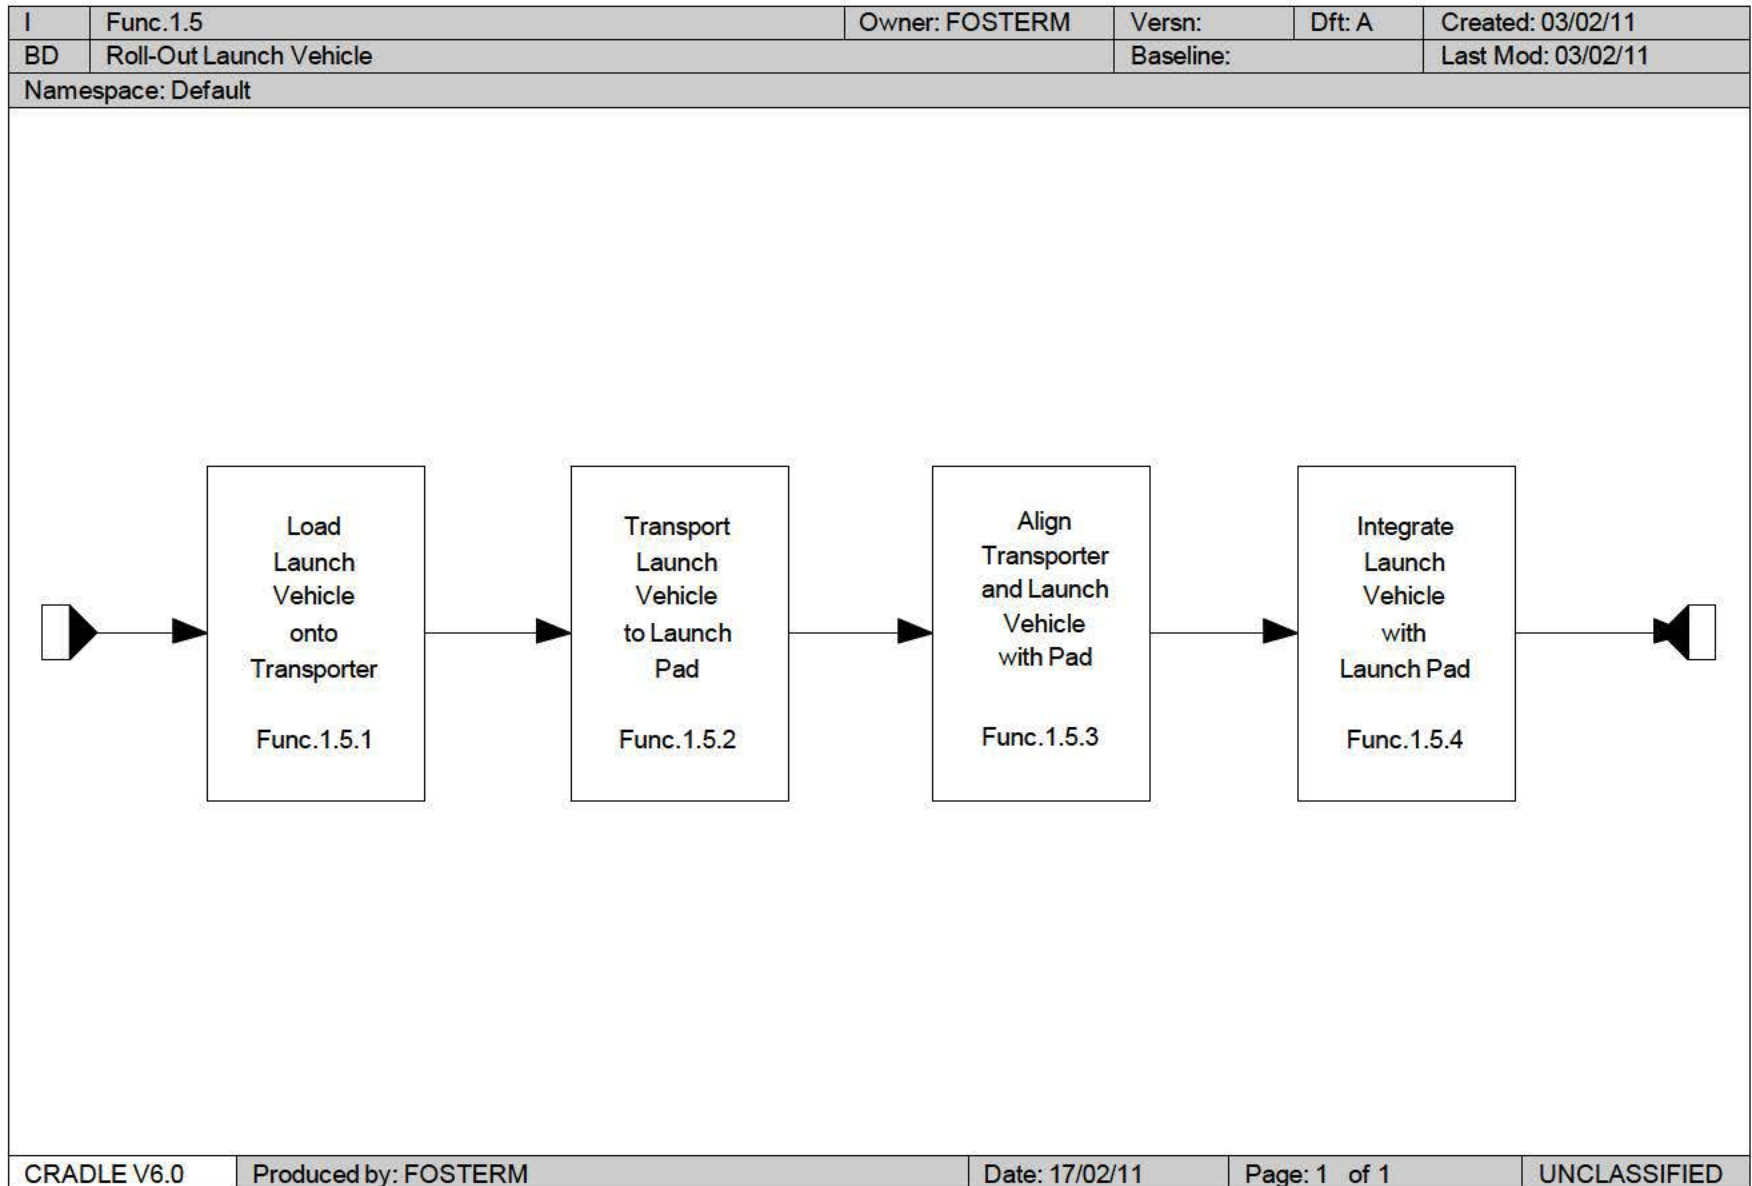 I Func.1.5 Owner: FOSTERM Versn: Dft: A Created: 03/02/11
BD Roll-Out Launch Vehicle Baseline: Last Mod: 03/02/11
Namespace: Default
Load
Launch
Vehicle
onto
Transporter
Func.1.5.1
Transport
Launch
Vehicle
to Launch
Pad
Func.1.5.2
Align
Transporter
and Launch
Vehicle
with Pad
Func.1.5.3
Integrate
Launch
Vehicle
with
Launch Pad
Func.1.5.4
CRADLE V6.0 Produced by: FOSTERM Date: 17/02/11 Page: 1 of 1 UNCLASSIFIED